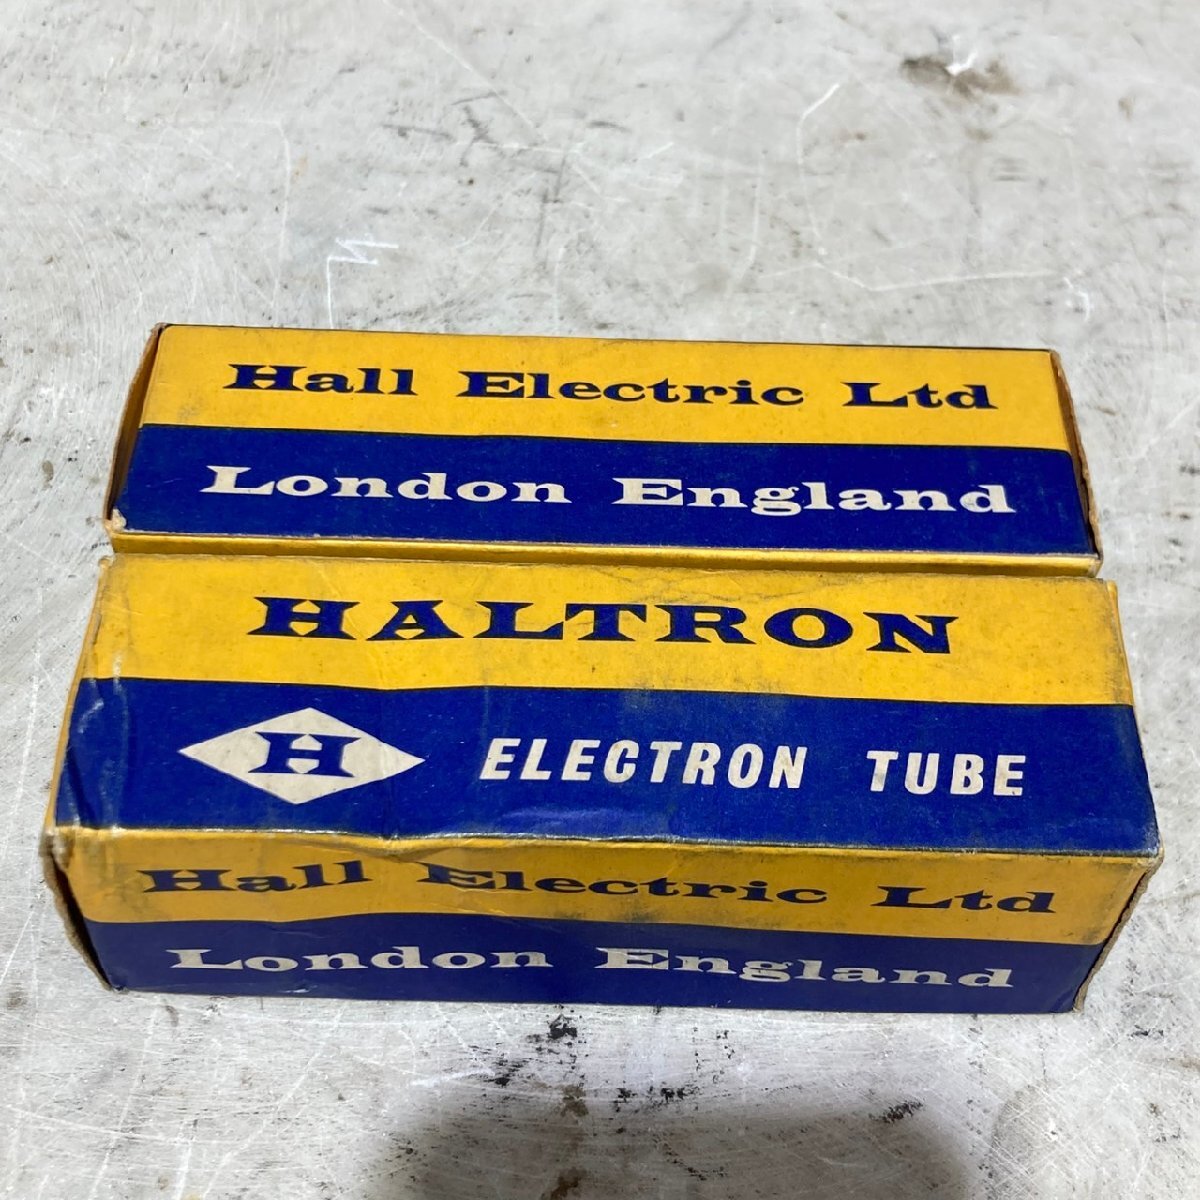 Hall Electric Ltd
London England
HALTRON
H ELECTRON TUBE
Hall Electric Ltd
London England